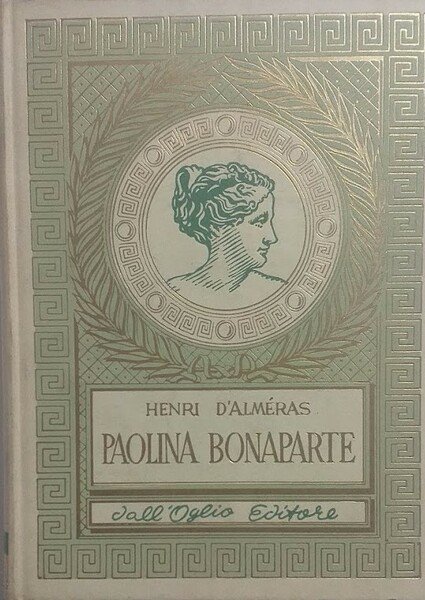 HENRI D'ALMÉRAS
PAOLINA BONAPARTE
dall'Oglio Editore